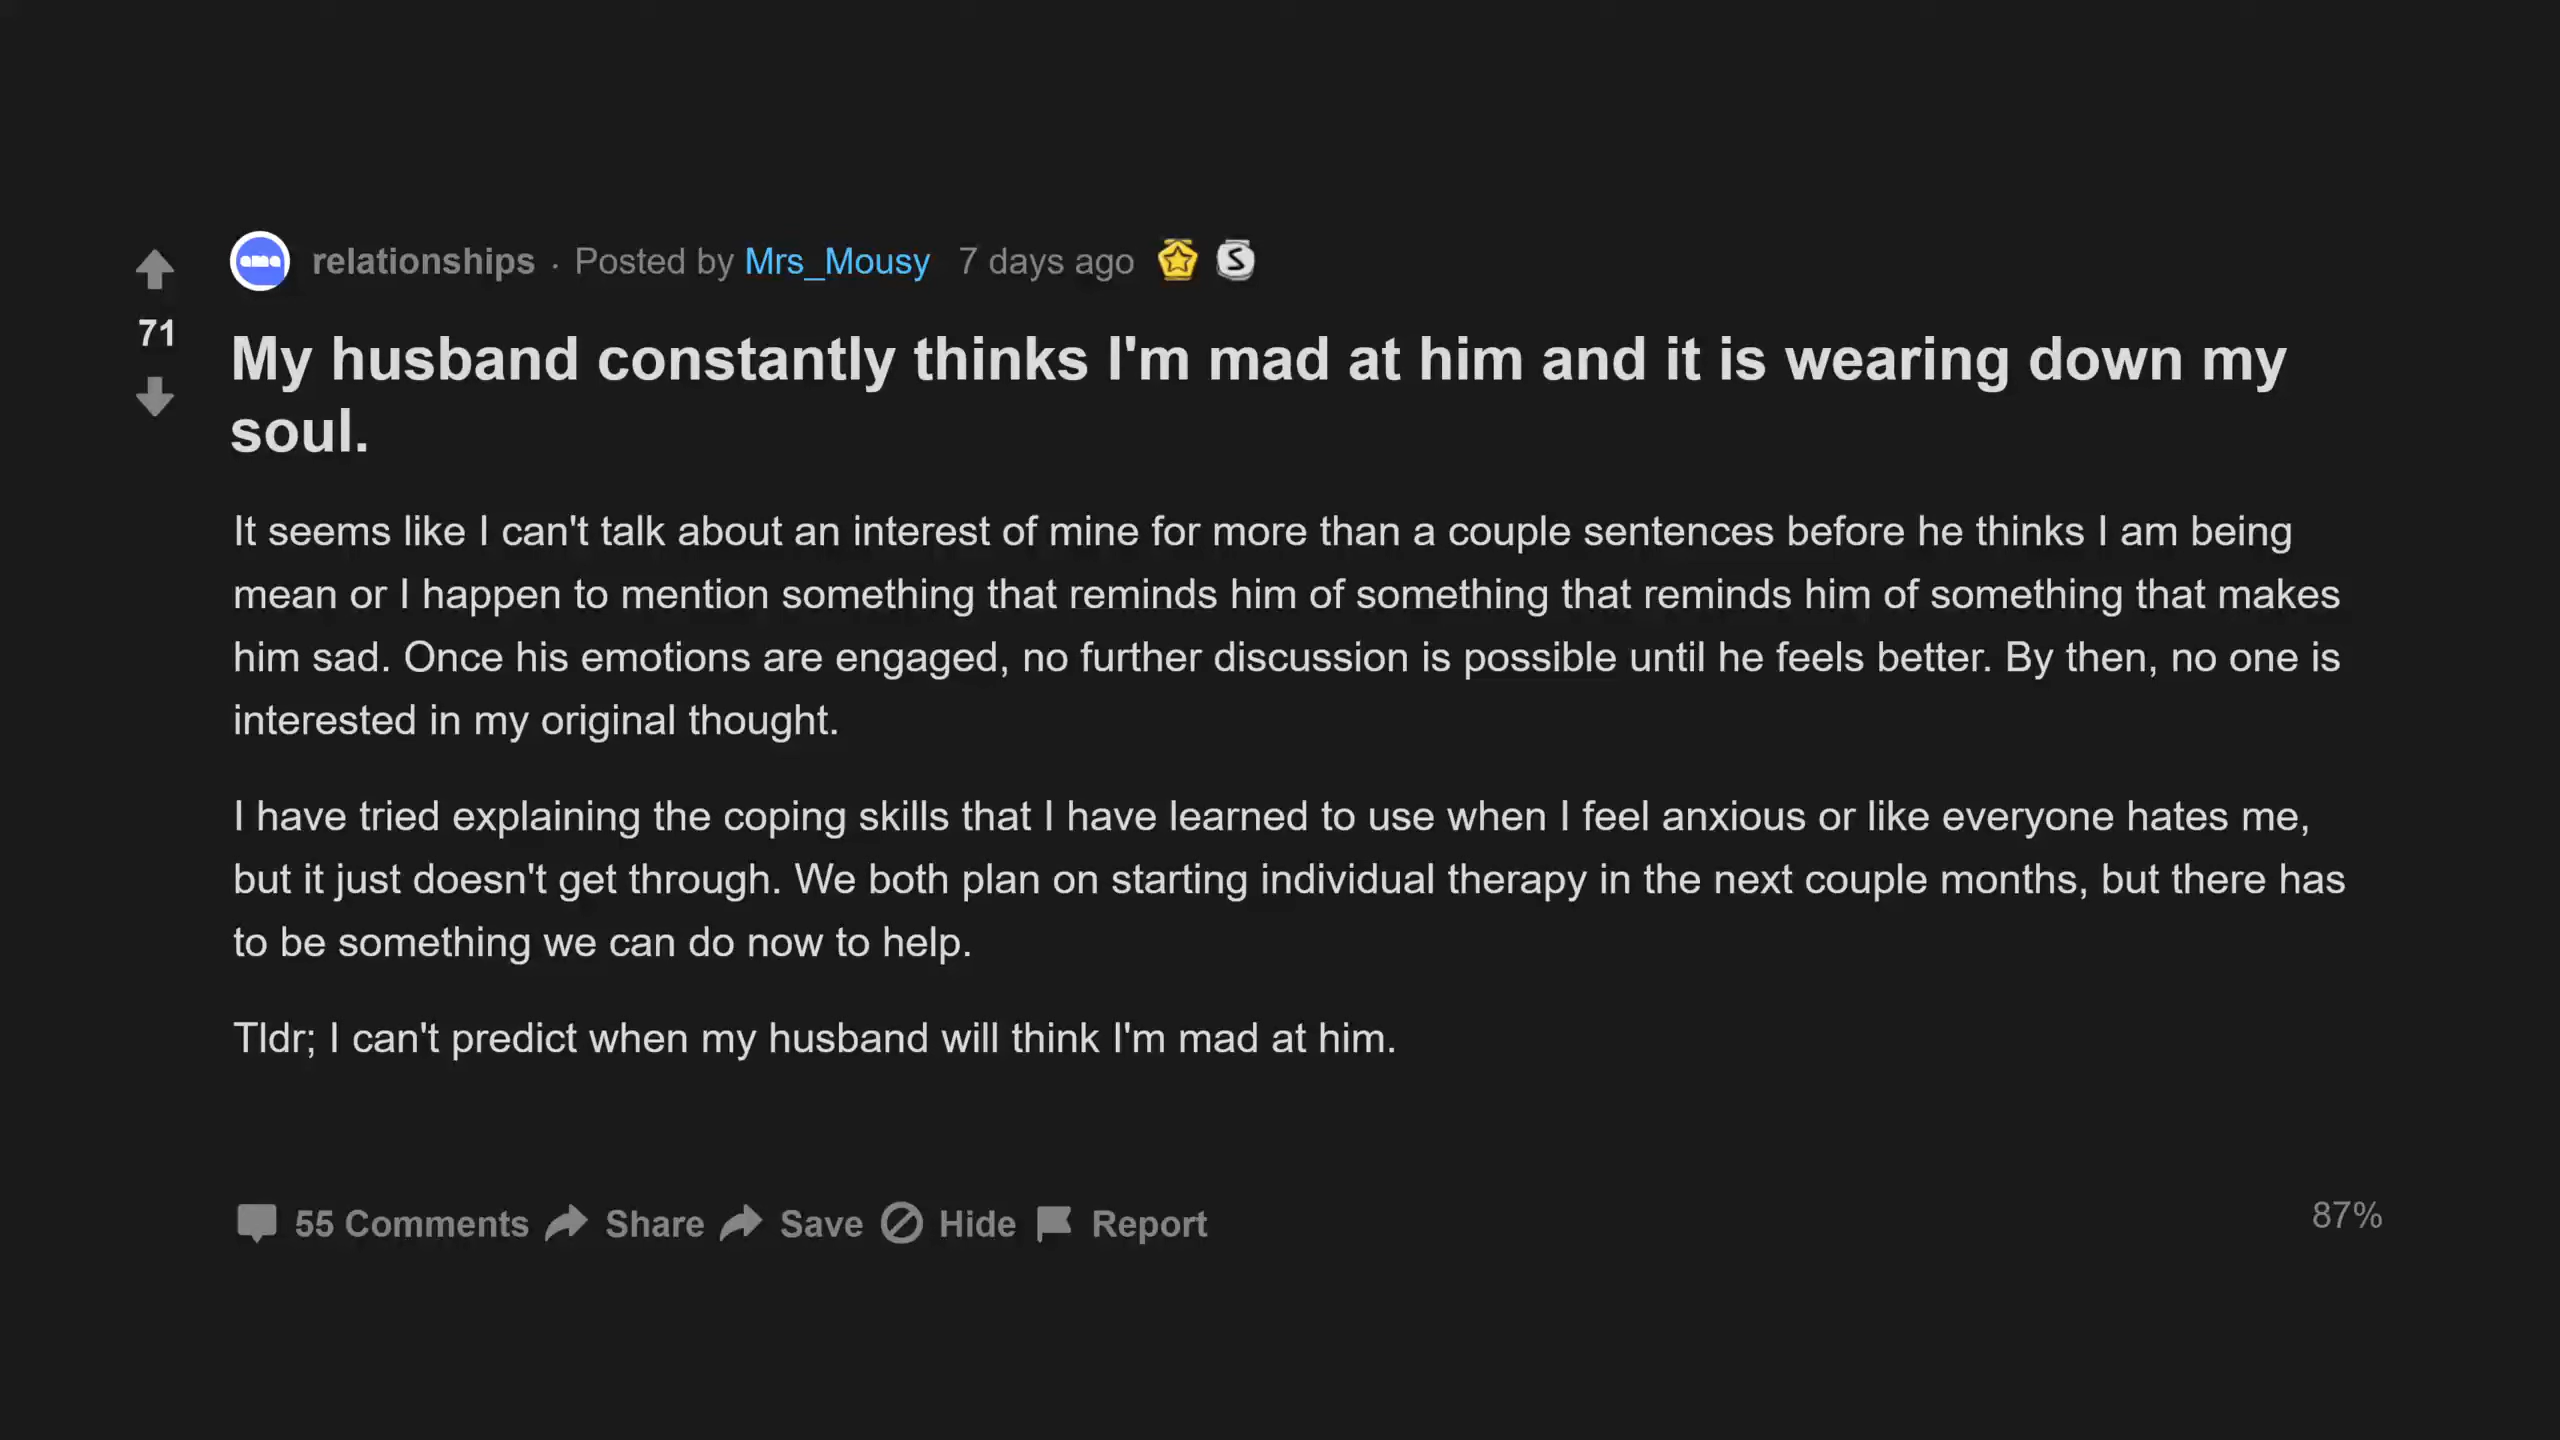 relationships · Posted by Mrs_Mousy 7 days ago
71
My husband constantly thinks I'm mad at him and it is wearing down my
soul.
It seems like I can't talk about an interest of mine for more than a couple sentences before he thinks I am being
mean or I happen to mention something that reminds him of something that reminds him of something that makes
him sad. Once his emotions are engaged, no further discussion is possible until he feels better. By then, no one is
interested in my original thought.
I have tried explaining the coping skills that I have learned to use when I feel anxious or like everyone hates me,
but it just doesn't get through. We both plan on starting individual therapy in the next couple months, but there has
to be something we can do now to help.
Tldr; I can't predict when my husband will think I'm mad at him.
55 Comments Share Save Hide Report
87%